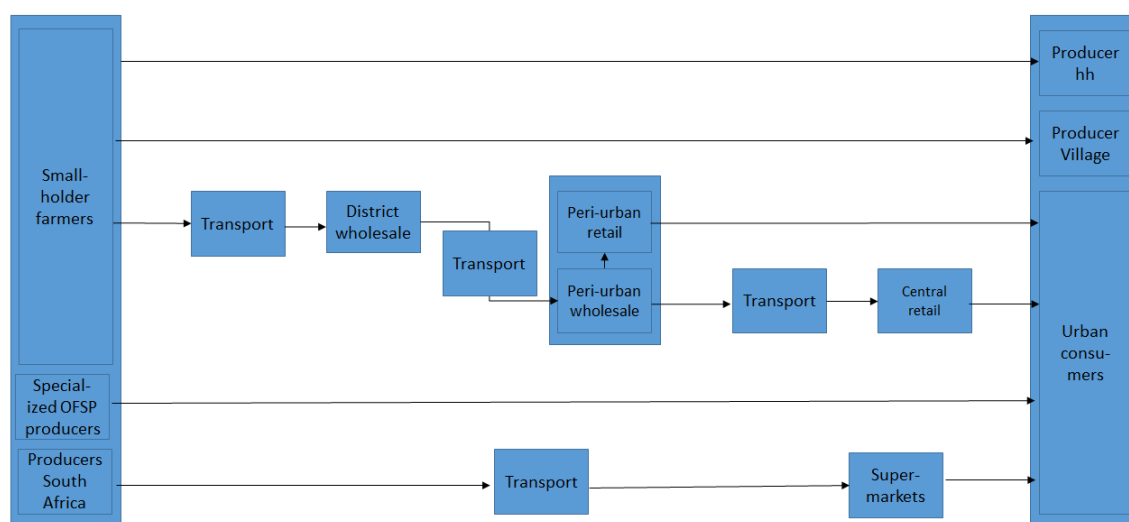 Producer
hh
Producer
Village
Small-
holder
farmers
Transport
District
wholesale
Transport
Peri-urban
retail
Peri-urban
wholesale
Transport
Central
retail
Urban
consu-
mers
Special-
ized OFSP
producers
Producers
South
Africa
Transport
Super-
markets